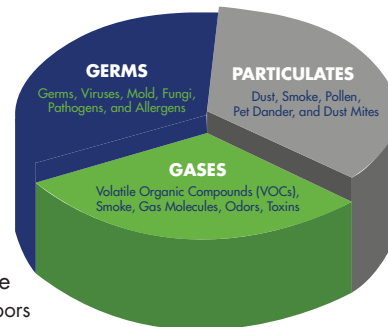 GERMS
Germs, Viruses, Mold, Fungi,
Pathogens, and Allergens
PARTICULATES
Dust, Smoke, Pollen,
Pet Dander, and Dust Mites
GASES
Volatile Organic Compounds (VOCs),
Smoke, Gas Molecules, Odors, Toxins